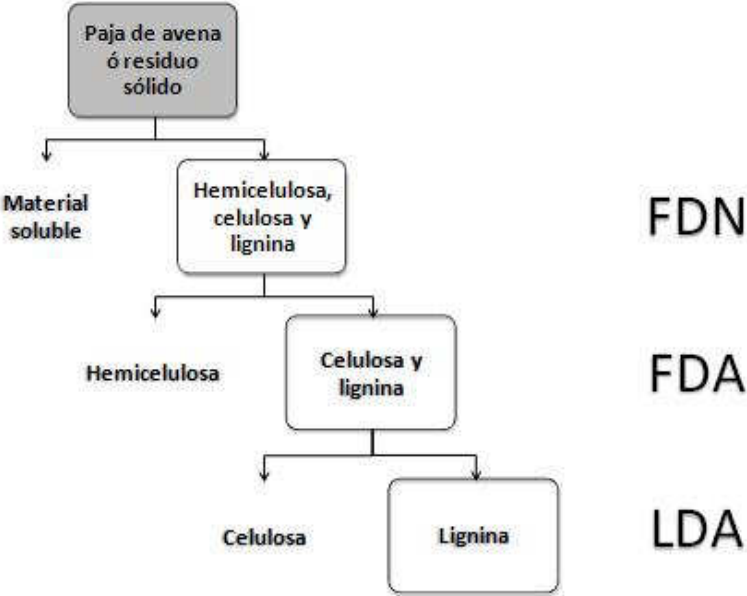 Paja de avena
ó residuo
sólido
Material
soluble
Hemicelulosa,
celulosa y
lignina
FDN
Hemicelulosa
Celulosa y
lignina
FDA
Celulosa
Lignina
LDA